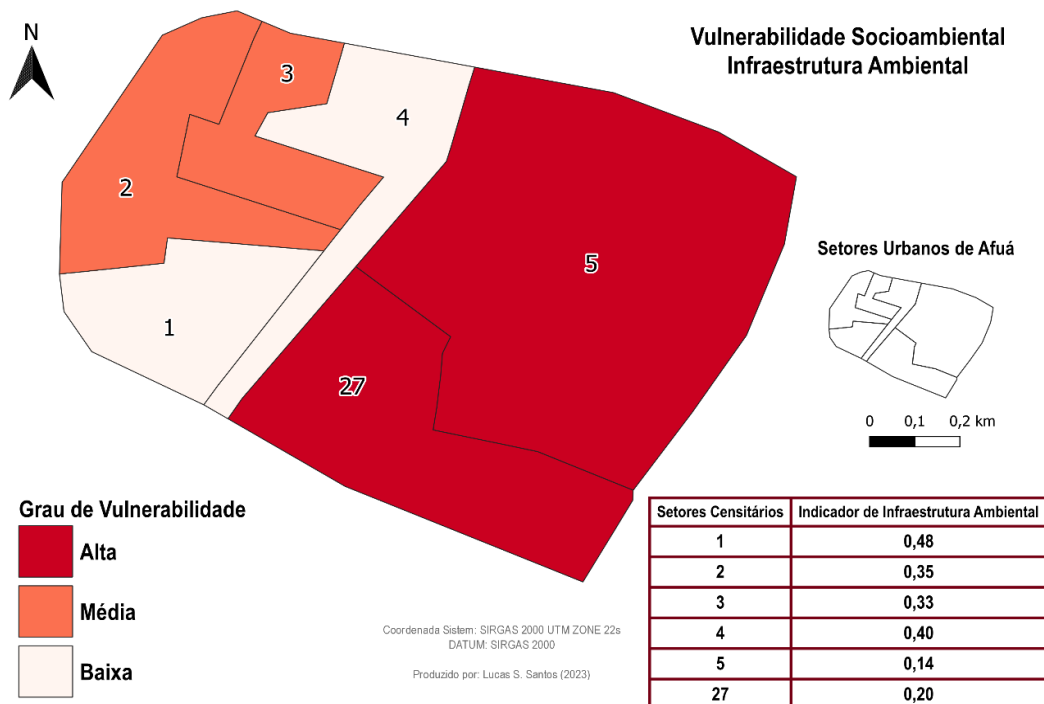 Vulnerabilidade Socioambiental
Infraestrutura Ambiental
N
3
4
2
5
1
27
Setores Urbanos de Afuá
0 0,1 0,2 km
Grau de Vulnerabilidade
Alta
Média
Baixa
Coordenada Sistem: SIRGAS 2000 UTM ZONE 22s
DATUM: SIRGAS 2000
Produzido por: Lucas S. Santos (2023)
Setores Censitários Indicador de Infraestrutura Ambiental
1 0,48
2 0,35
3 0,33
4 0,40
5 0,14
27 0,20